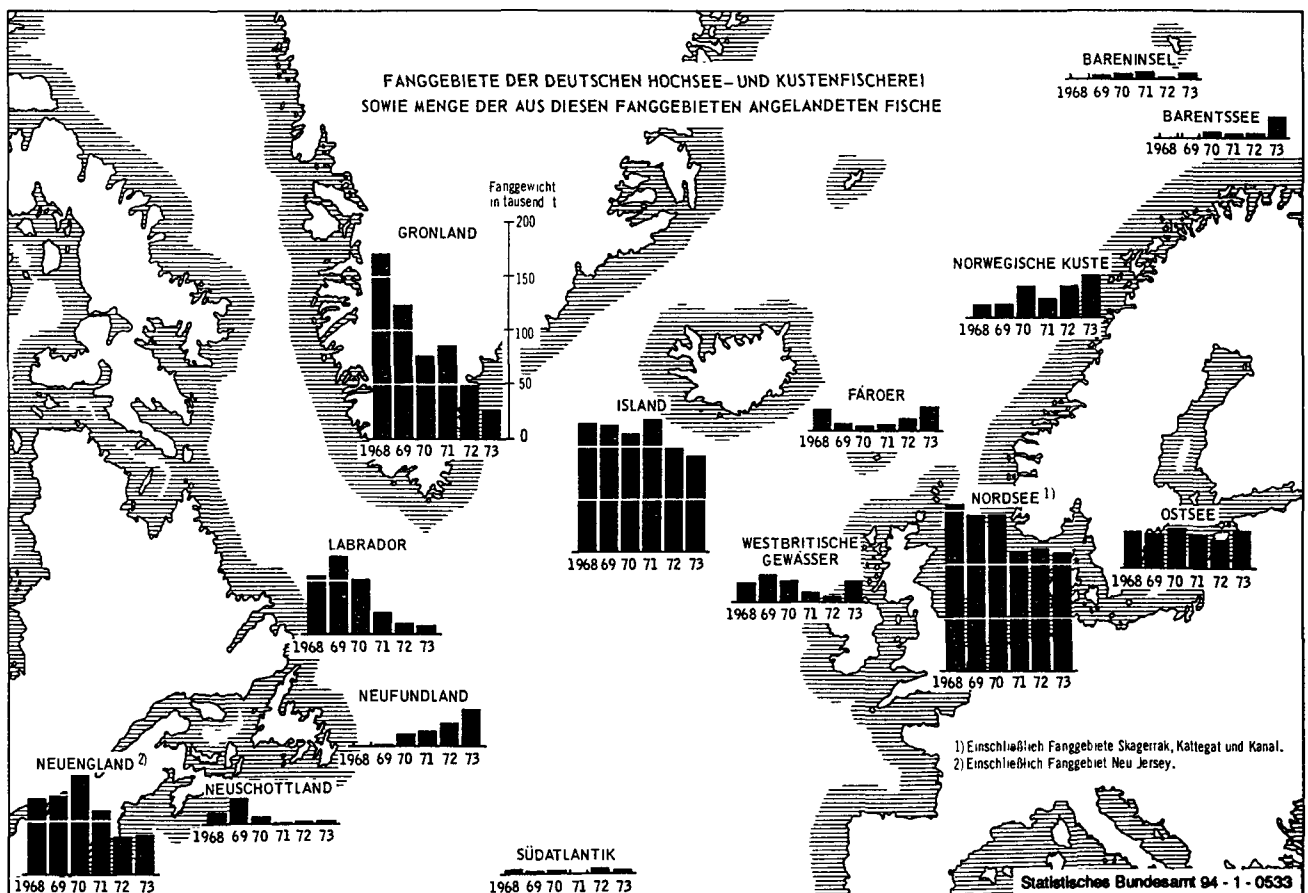 FANGGEBIETE DER DEUTSCHEN HOCHSEE- UND KUSTENFISCHEREI
SOWIE MENGE DER AUS DIESEN FANGGEBIETEN ANGELANDETEN FISCHE
BARENINSEL
1968 69 70 71 72 73
BARENTSSEE
1968 69 70 71 72 73
Fanggewicht
in tausend t
200
150
100
50
0
GRONLAND
1968 69 70 71 72 73
NORWEGISCHE KUSTE
1968 69 70 71 72 73
ISLAND
1968 69 70 71 72 73
FÄROER
1968 69 70 71 72 73
NORDSEE 1)
1968 69 70 71 72 73
OSTSEE
1968 69 70 71 72 73
WESTBRITISCHE
GEWÄSSER
1968 69 70 71 72 73
LABRADOR
1968 69 70 71 72 73
NEUFUNDLAND
1968 69 70 71 72 73
NEUENGLAND 2)
1968 69 70 71 72 73
NEUSCHOTTLAND
1968 69 70 71 72 73
SÜDATLANTIK
1968 69 70 71 72 73
1) Einschließlich Fanggebiete Skagerrak, Kattegat und Kanal.
2) Einschließlich Fanggebiet Neu Jersey.
Statistisches Bundesamt 94 - 1 - 0533